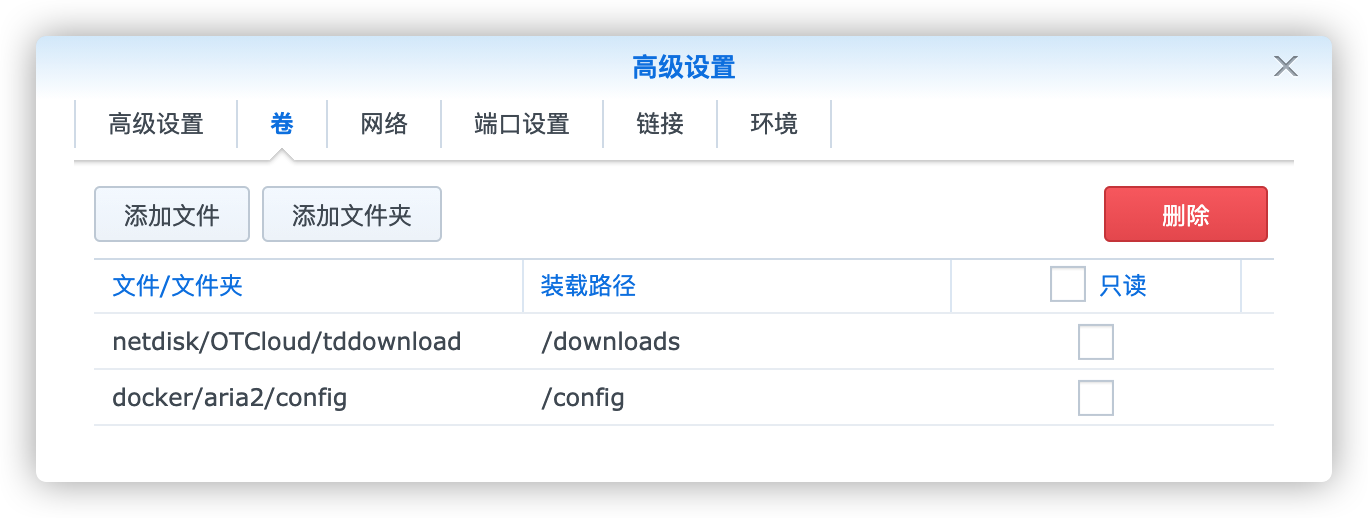 高级设置
高级设置 卷 网络 端口设置 链接 环境
添加文件 添加文件夹 删除
文件/文件夹 装载路径 只读
netdisk/OTCloud/tddownload /downloads
docker/aria2/config /config